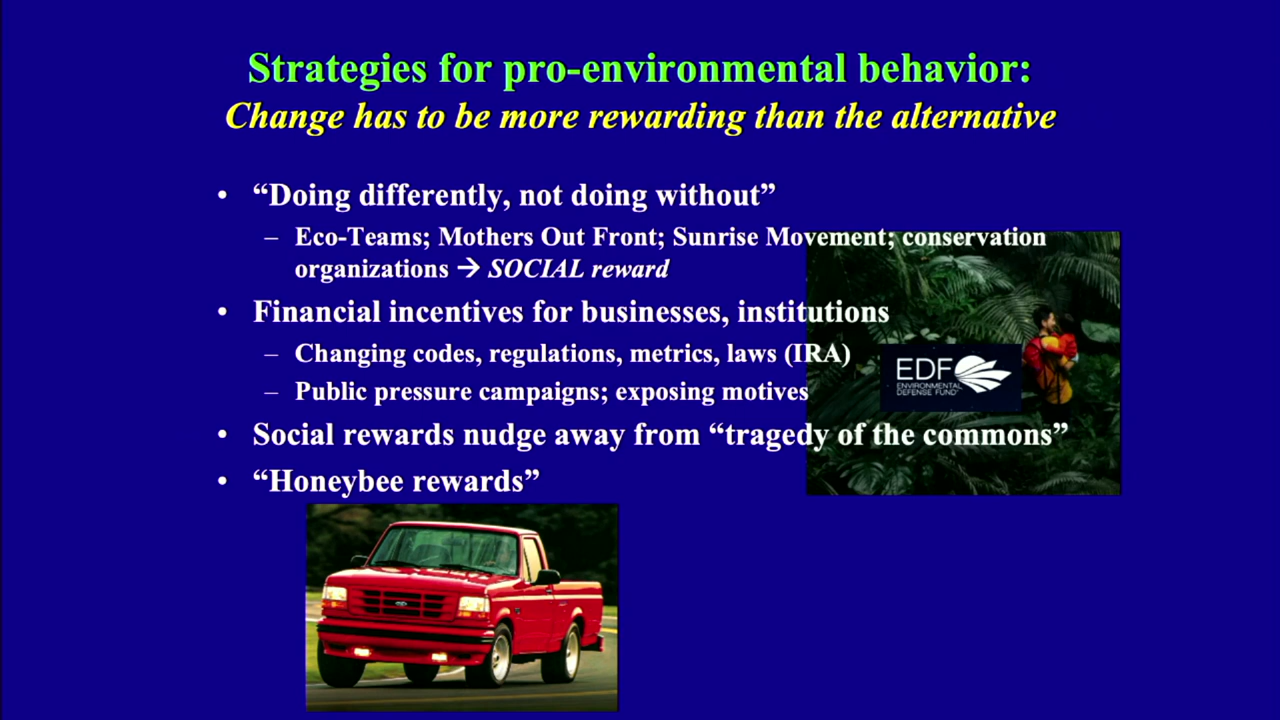 Strategies for pro-environmental behavior:
Change has to be more rewarding than the alternative
• “Doing differently, not doing without”
– Eco-Teams; Mothers Out Front; Sunrise Movement; conservation
organizations → SOCIAL reward
• Financial incentives for businesses, institutions
– Changing codes, regulations, metrics, laws (IRA)
– Public pressure campaigns; exposing motives
• Social rewards nudge away from “tragedy of the commons”
• “Honeybee rewards”
EDF
ENVIRONMENTAL
DEFENSE FUND